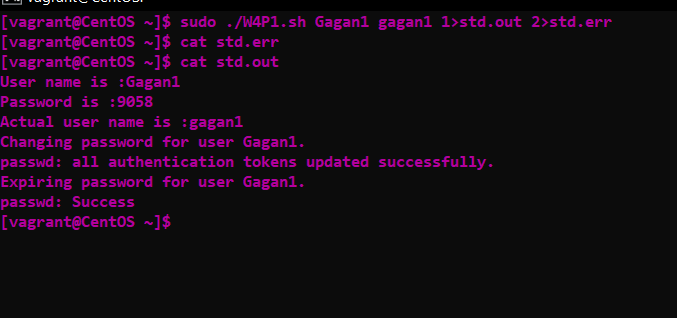 [vagrant@CentOS ~]$ sudo ./W4P1.sh Gagan1 gagan1 1>std.out 2>std.err
[vagrant@CentOS ~]$ cat std.err
[vagrant@CentOS ~]$ cat std.out
User name is :Gagan1
Password is :9058
Actual user name is :gagan1
Changing password for user Gagan1.
passwd: all authentication tokens updated successfully.
Expiring password for user Gagan1.
passwd: Success
[vagrant@CentOS ~]$